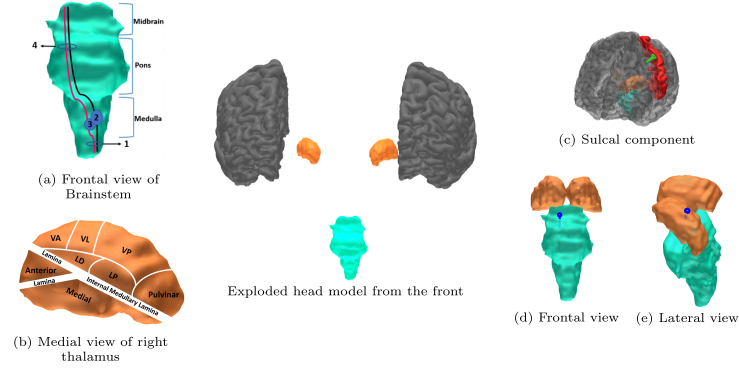 Midbrain
4
Pons
2
3
Medulla
1
(a) Frontal view of
Brainstem
VA
VL
VP
Lamina
LD
LP
Anterior
Lamina
Internal Medullary Lamina
Medial
Pulvinar
(b) Medial view of right
thalamus
Exploded head model from the front
(c) Sulcal component
(d) Frontal view
(e) Lateral view